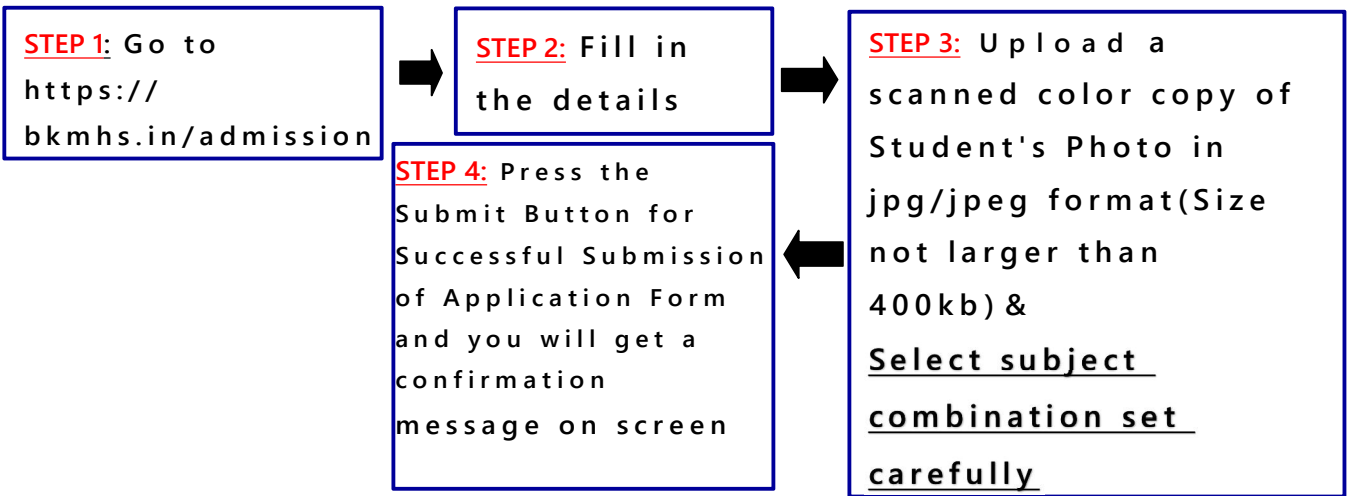 STEP 1: Go to
https://
bkmhs.in/admission
STEP 2: Fill in
the details
STEP 3: Upload a
scanned color copy of
Student's Photo in
jpg/jpeg format(Size
not larger than
400kb) &
Select subject
combination set
carefully
STEP 4: Press the
Submit Button for
Successful Submission
of Application Form
and you will get a
confirmation
message on screen